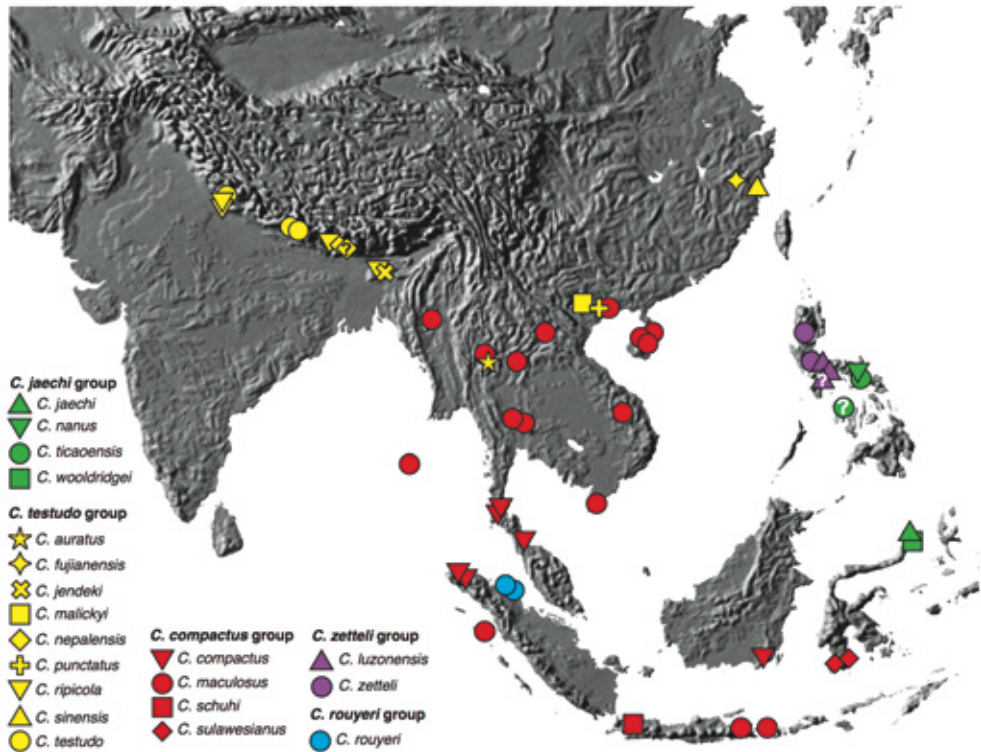 ?
?
?
C. jaechi group
C. jaechi
C. nanus
C. ticaoensis
C. wooldridgei
C. testudo group
C. auratus
C. fujianensis
C. jendeki
C. malickyi
C. nepalensis
C. punctatus
C. ripicola
C. sinensis
C. testudo
C. compactus group
C. compactus
C. maculosus
C. schuhi
C. sulawesianus
C. zetteli group
C. luzonensis
C. zetteli
C. rouyeri group
C. rouyeri